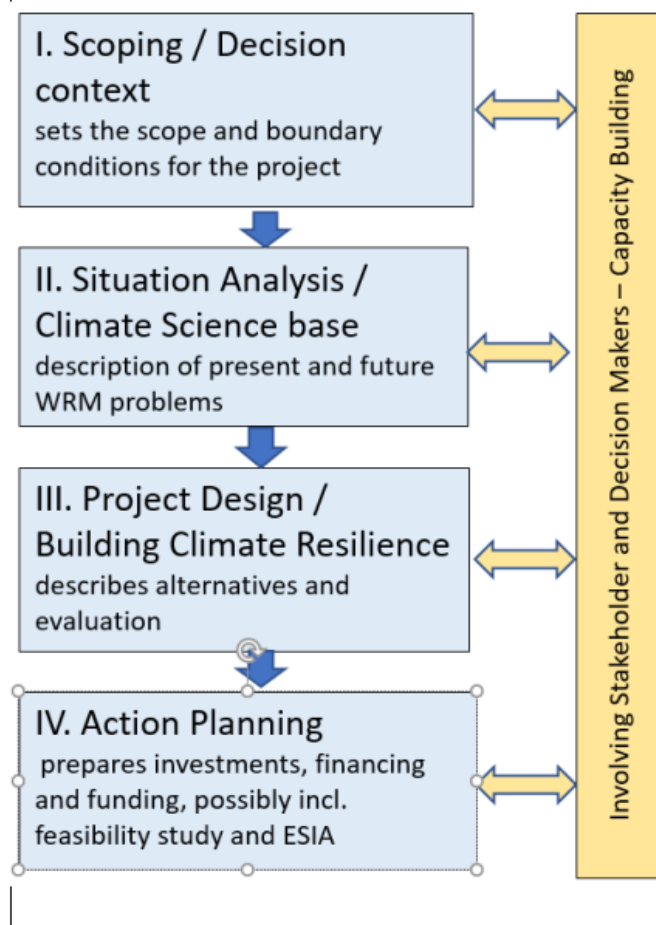 I. Scoping / Decision
context
sets the scope and boundary
conditions for the project
II. Situation Analysis /
Climate Science base
description of present and future
WRM problems
III. Project Design /
Building Climate Resilience
describes alternatives and
evaluation
IV. Action Planning
prepares investments, financing
and funding, possibly incl.
feasibility study and ESIA
Involving Stakeholder and Decision Makers – Capacity Building